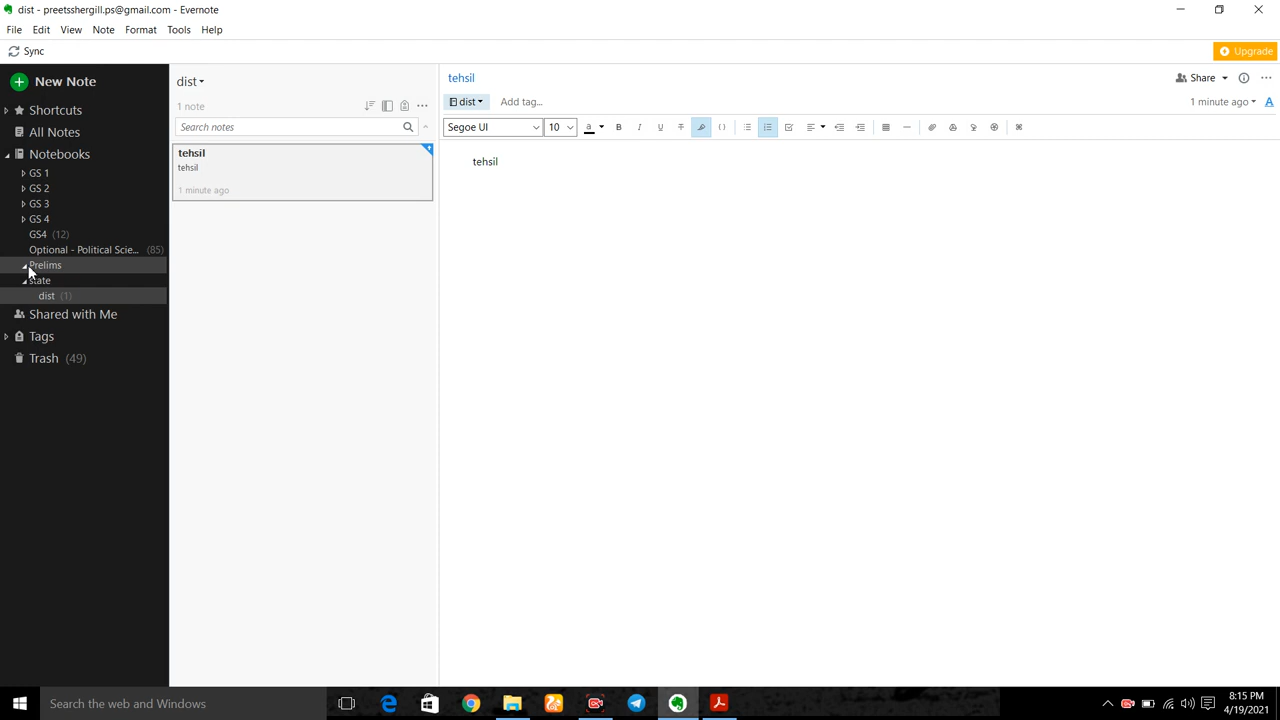 dist - preetsshergill.ps@gmail.com - Evernote
File Edit View Note Format Tools Help
Sync
Upgrade
New Note
Shortcuts
All Notes
Notebooks
GS 1
GS 2
GS 3
GS 4
GS4 (12)
Optional - Political Scie... (85)
Prelims
state
dist (1)
Shared with Me
Tags
Trash (49)
dist
1 note
Search notes
tehsil
tehsil
1 minute ago
tehsil
Share
dist Add tag...
1 minute ago
Segoe UI 10 a B I U T
tehsil
Search the web and Windows
8:15 PM
4/19/2021